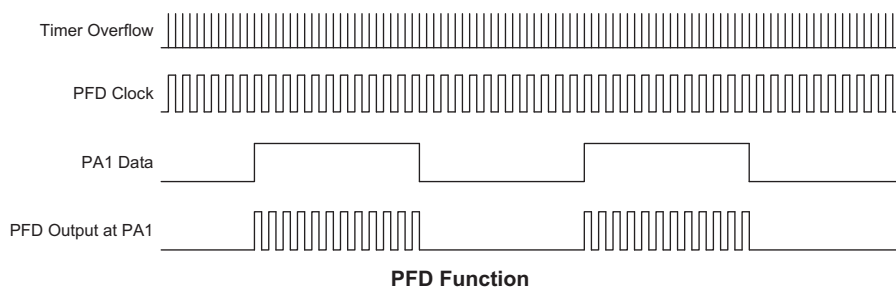 Timer Overflow
PFD Clock
PA1 Data
PFD Output at PA1
PFD Function